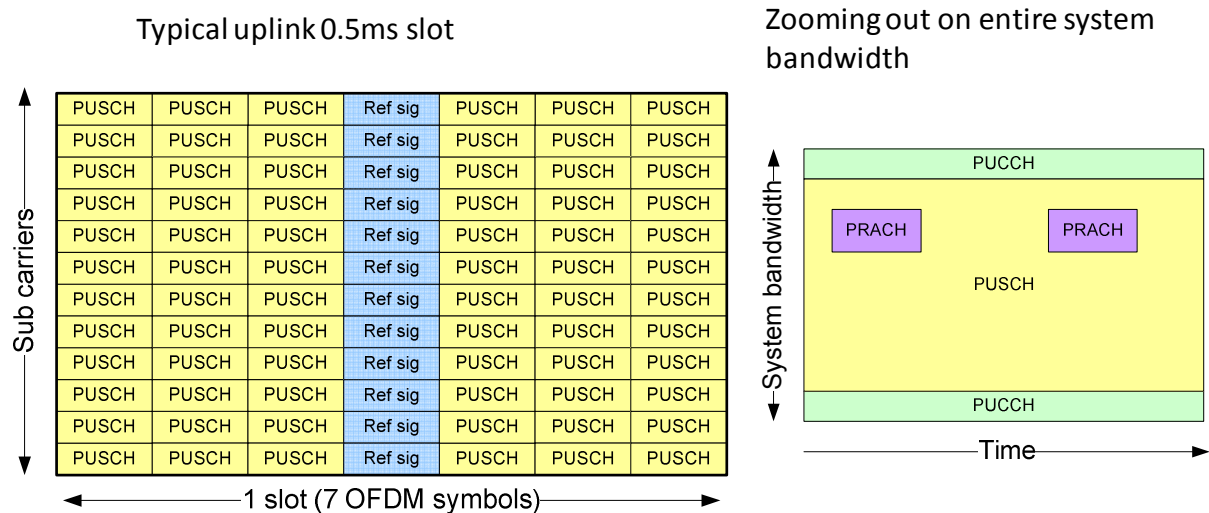 Typical uplink 0.5ms slot
Zooming out on entire system
bandwidth
Sub carriers
PUSCH PUSCH PUSCH Ref sig PUSCH PUSCH PUSCH
PUSCH PUSCH PUSCH Ref sig PUSCH PUSCH PUSCH
PUSCH PUSCH PUSCH Ref sig PUSCH PUSCH PUSCH
PUSCH PUSCH PUSCH Ref sig PUSCH PUSCH PUSCH
PUSCH PUSCH PUSCH Ref sig PUSCH PUSCH PUSCH
PUSCH PUSCH PUSCH Ref sig PUSCH PUSCH PUSCH
PUSCH PUSCH PUSCH Ref sig PUSCH PUSCH PUSCH
PUSCH PUSCH PUSCH Ref sig PUSCH PUSCH PUSCH
PUSCH PUSCH PUSCH Ref sig PUSCH PUSCH PUSCH
PUSCH PUSCH PUSCH Ref sig PUSCH PUSCH PUSCH
PUSCH PUSCH PUSCH Ref sig PUSCH PUSCH PUSCH
PUSCH PUSCH PUSCH Ref sig PUSCH PUSCH PUSCH
1 slot (7 OFDM symbols)
System bandwidth
PUCCH
PRACH PRACH
PUSCH
PUCCH
Time